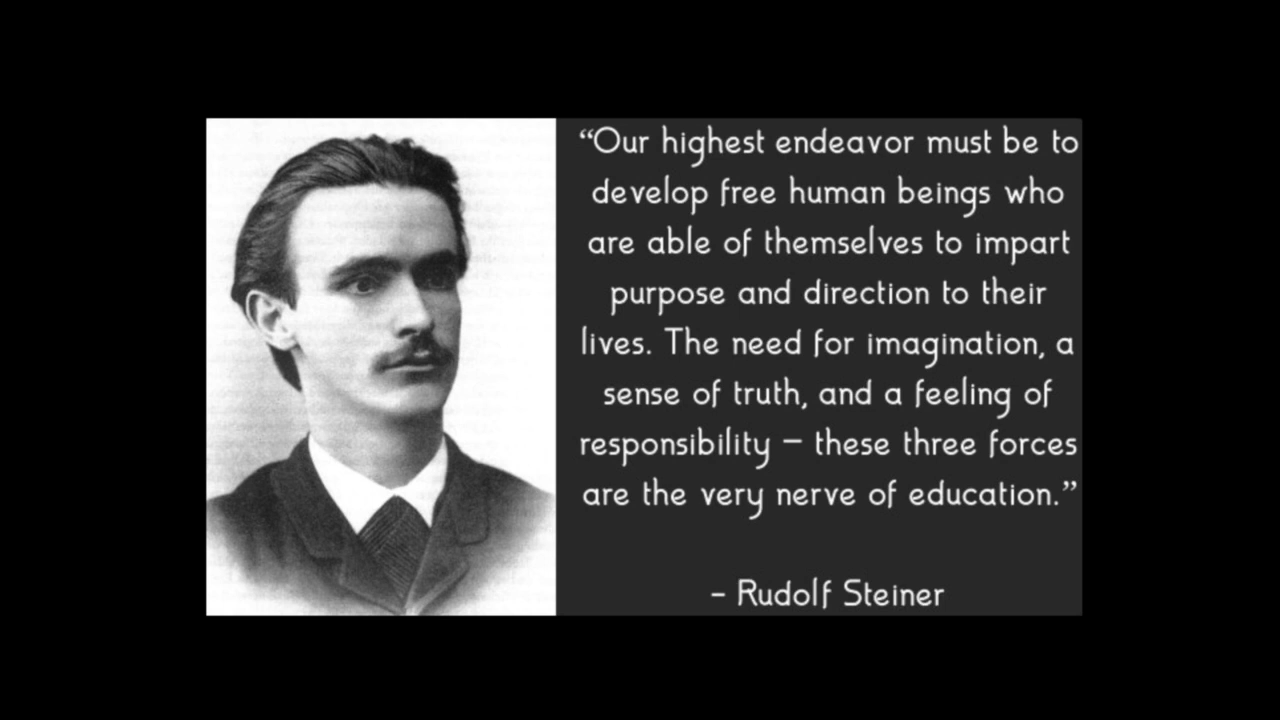 “Our highest endeavor must be to
develop free human beings who
are able of themselves to impart
purpose and direction to their
lives. The need for imagination, a
sense of truth, and a feeling of
responsibility – these three forces
are the very nerve of education.”
- Rudolf Steiner